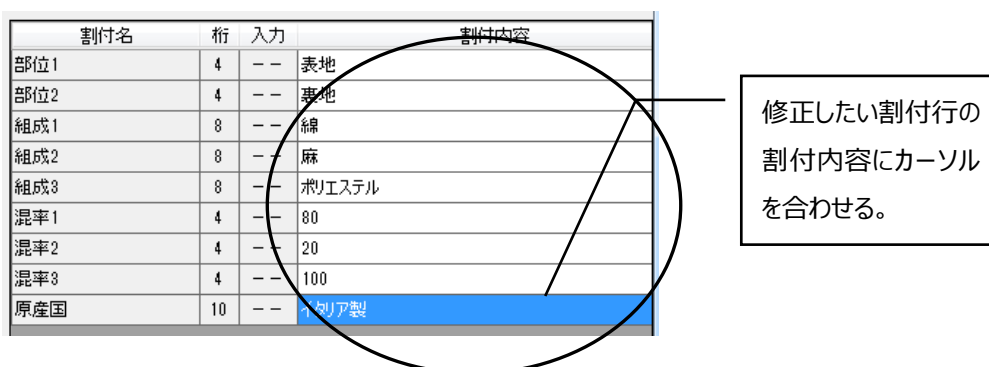 割付名 桁 入力 割付内容
部位1 4 -- 表地
部位2 4 -- 裏地
組成1 8 -- 綿
組成2 8 -- 麻
組成3 8 -- ポリエステル
混率1 4 -- 80
混率2 4 -- 20
混率3 4 -- 100
原産国 10 -- イタリア製
修正したい割付行の
割付内容にカーソル
を合わせる。